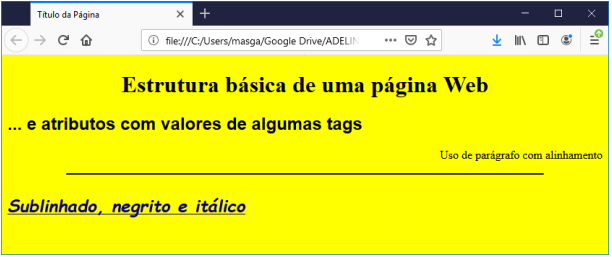 Título da Página
file:///C:/Users/masga/Google Drive/ADELIN
Estrutura básica de uma página Web
... e atributos com valores de algumas tags
Uso de parágrafo com alinhamento
Sublinhado, negrito e itálico